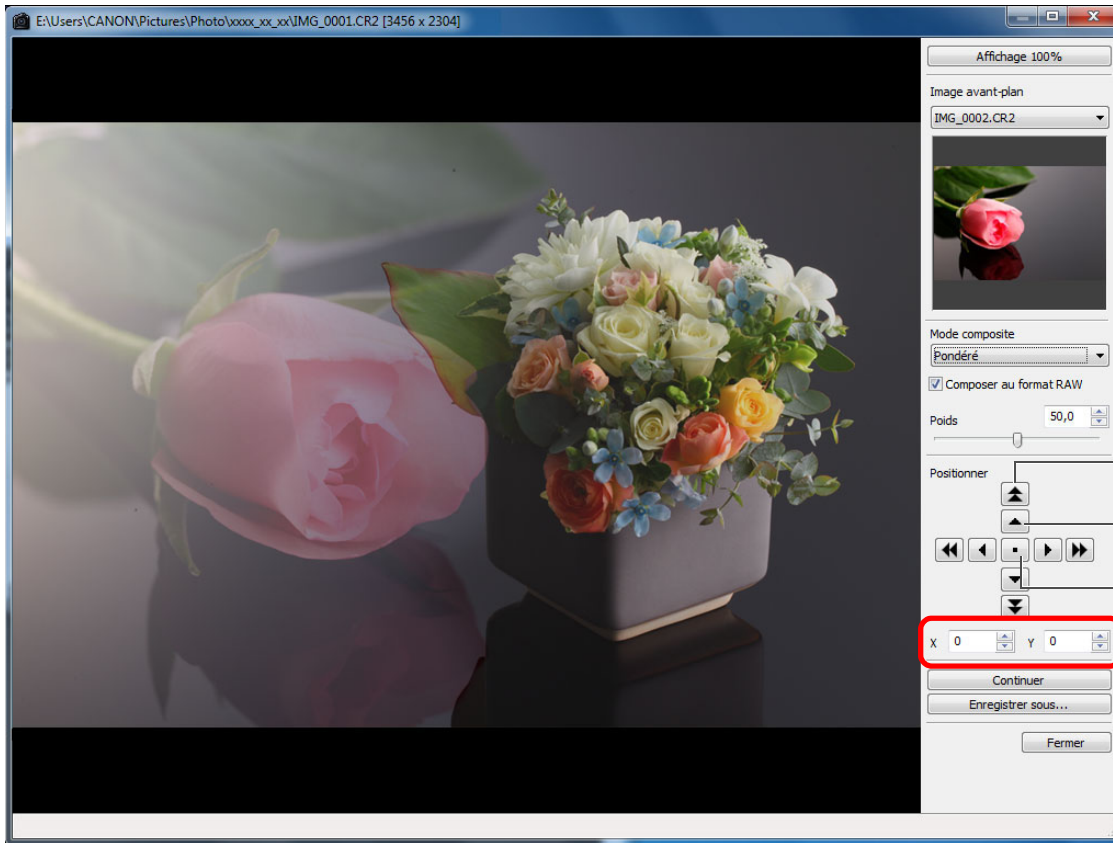 E:\Users\CANON\Pictures\Photo\xxxx_xx_xx\IMG_0001.CR2 [3456 x 2304]
Affichage 100%
Image avant-plan
IMG_0002.CR2
Mode composite
Pondéré
Composer au format RAW
Poids 50,0
Positionner
X 0 Y 0
Continuer
Enregistrer sous...
Fermer